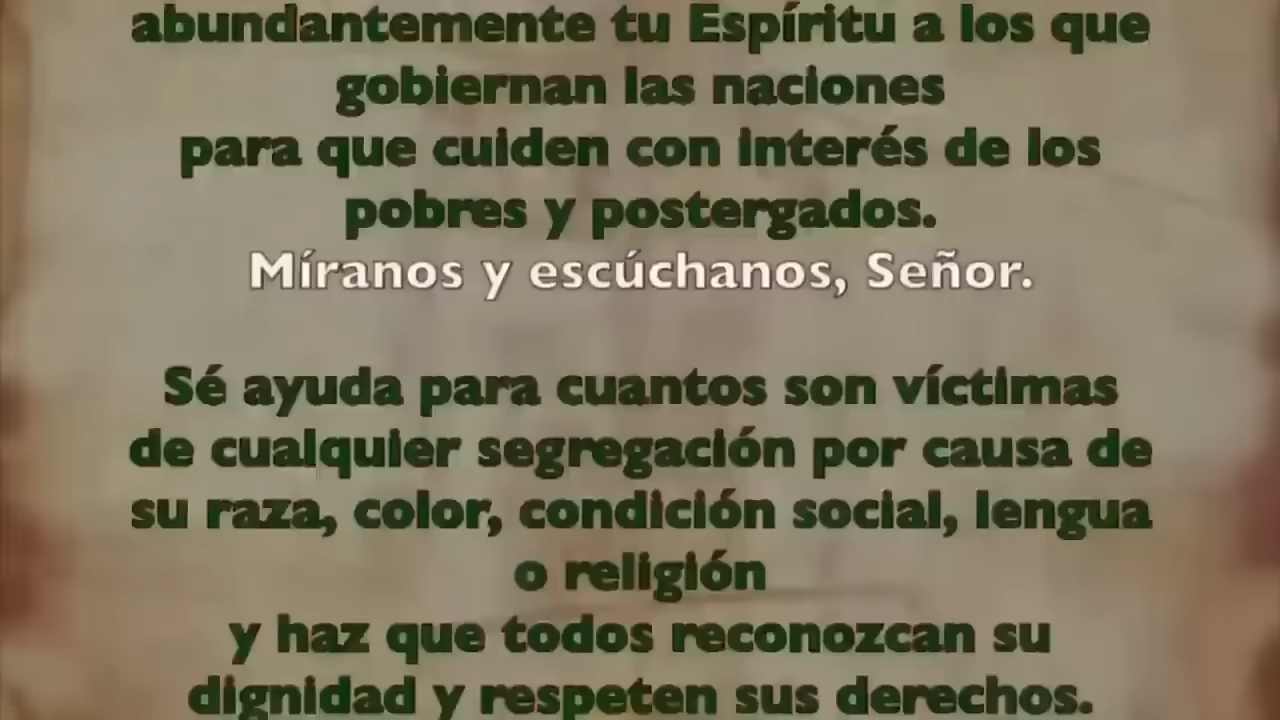 abundantemente tu Espíritu a los que
gobiernan las naciones
para que cuiden con interés de los
pobres y postergados.
Míranos y escúchanos, Señor.
Sé ayuda para cuantos son víctimas
de cualquier segregación por causa de
su raza, color, condición social, lengua
o religión
y haz que todos reconozcan su
dignidad y respeten sus derechos.